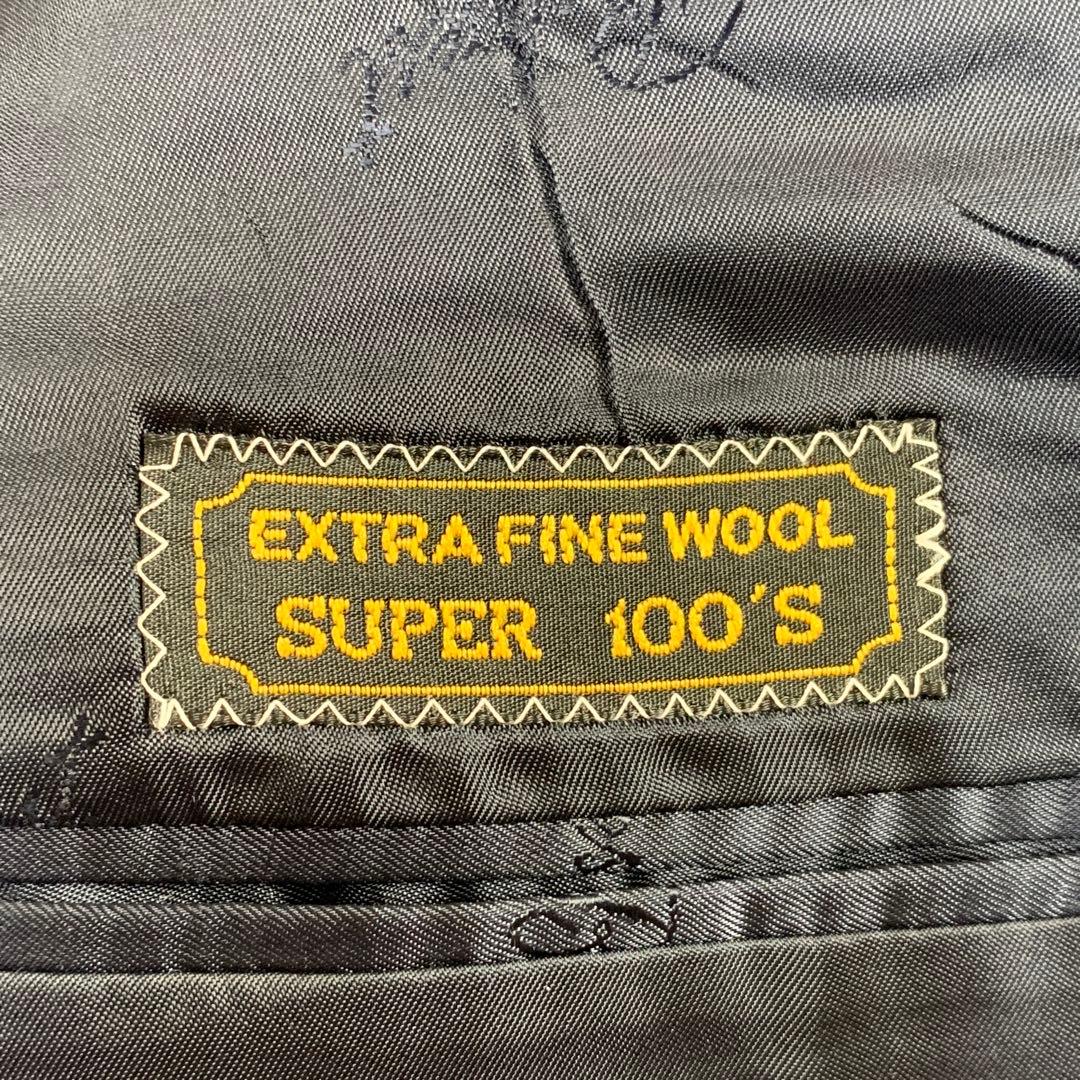 EXTRA FINE WOOL
SUPER 100'S